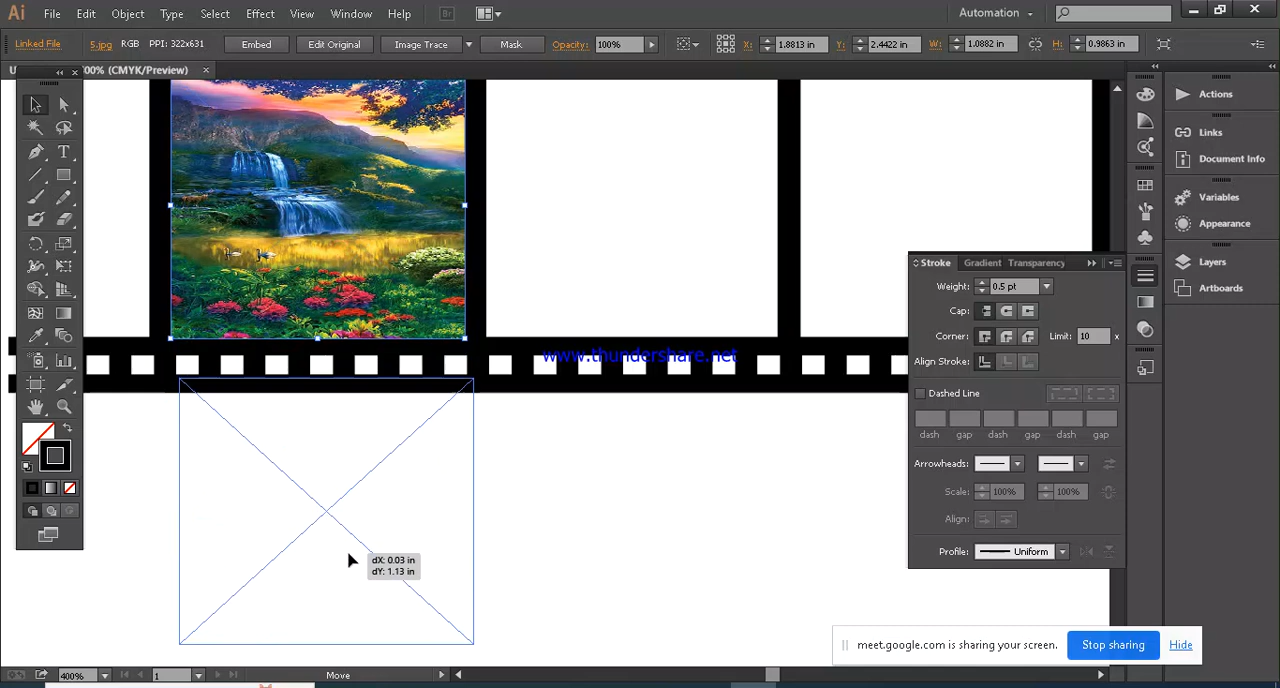 Ai File Edit Object Type Select Effect View Window Help Br Automation
Linked File 5.jpg RGB PPI: 322x631 Embed Edit Original Image Trace Mask Opacity: 100% X: 1.8813 in Y: 2.4422 in W: 1.0882 in H: 0.9863 in
00% (CMYK/Preview) ×
Actions
Links
Document Info
Variables
Appearance
Layers
Artboards
Stroke Gradient Transparency
Weight: 0.5 pt
Cap:
Corner: Limit: 10 x
Align Stroke:
Dashed Line
dash gap dash gap dash gap
Arrowheads:
Scale: 100% 100%
Align:
Profile: Uniform
www.thundershare.net
dX: 0.03 in
dY: 1.13 in
meet.google.com is sharing your screen. Stop sharing Hide
400% 1 Move